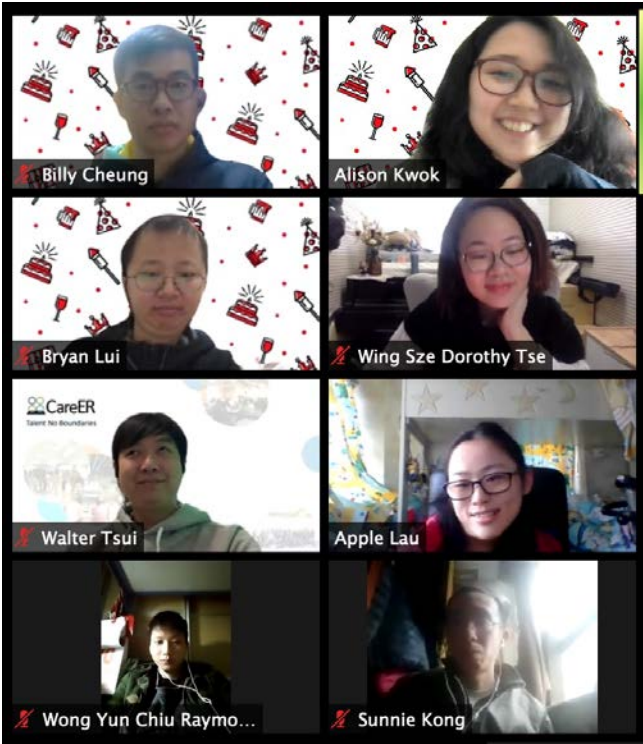 Billy Cheung
Alison Kwok
Bryan Lui
Wing Sze Dorothy Tse
CareER
Talent No Boundaries
Walter Tsui
Apple Lau
Wong Yun Chiu Raymo...
Sunnie Kong